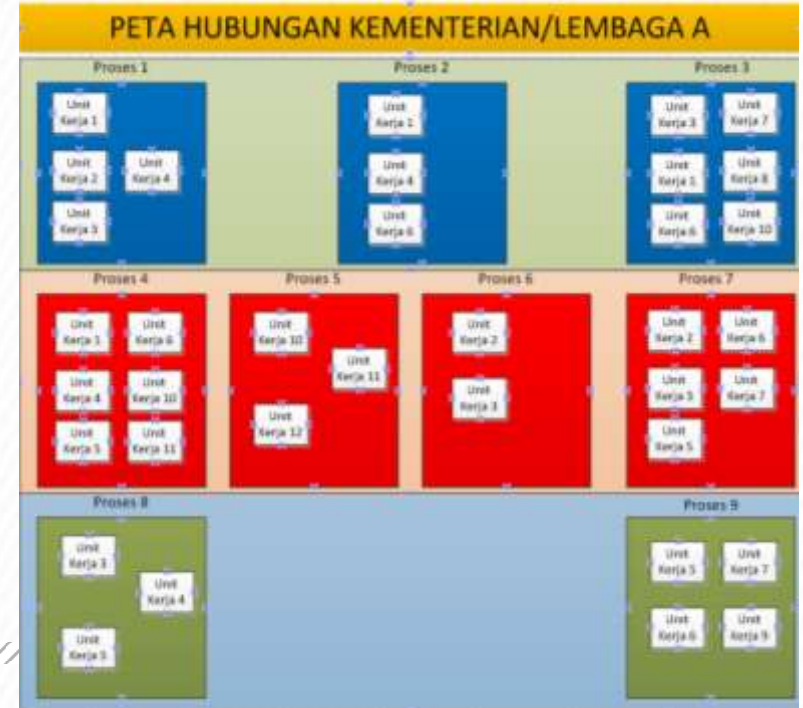 PETA HUBUNGAN KEMENTERIAN/LEMBAGA A
Proses 1
Unit
Kerja 1
Unit
Kerja 2
Unit
Kerja 4
Unit
Kerja 3
Proses 2
Unit
Kerja 1
Unit
Kerja 4
Unit
Kerja 6
Proses 3
Unit
Kerja 3
Unit
Kerja 7
Unit
Kerja 1
Unit
Kerja 8
Unit
Kerja 6
Unit
Kerja 10
Proses 4
Unit
Kerja 1
Unit
Kerja 6
Unit
Kerja 4
Unit
Kerja 10
Unit
Kerja 5
Unit
Kerja 11
Proses 5
Unit
Kerja 10
Unit
Kerja 11
Unit
Kerja 12
Proses 6
Unit
Kerja 2
Unit
Kerja 3
Proses 7
Unit
Kerja 2
Unit
Kerja 6
Unit
Kerja 3
Unit
Kerja 7
Unit
Kerja 5
Proses 8
Unit
Kerja 3
Unit
Kerja 4
Unit
Kerja 5
Proses 9
Unit
Kerja 5
Unit
Kerja 7
Unit
Kerja 6
Unit
Kerja 9